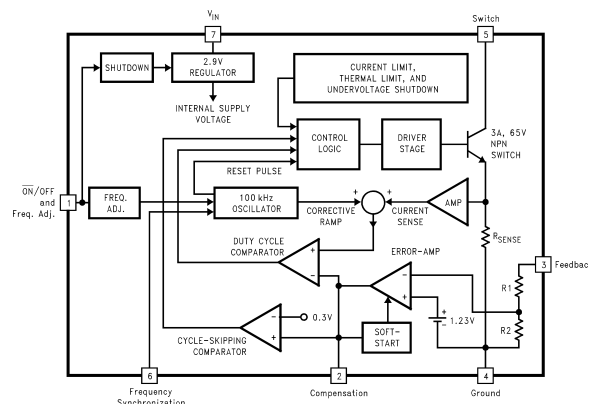 V_IN
7
Switch
5
SHUTDOWN
2.9V
REGULATOR
CURRENT LIMIT,
THERMAL LIMIT, AND
UNDERVOLTAGE SHUTDOWN
INTERNAL SUPPLY
VOLTAGE
3A, 65V
NPN
SWITCH
CONTROL
LOGIC
DRIVER
STAGE
RESET PULSE
ON/OFF
and
Freq. Adj.
1
FREQ.
ADJ.
100 kHz
OSCILLATOR
+
+
CORRECTIVE
RAMP
CURRENT
SENSE
AMP
R_SENSE
DUTY CYCLE
COMPARATOR
+
-
ERROR-AMP
-
+
3
Feedbac
R1
R2
+
-
1.23V
-
+
0.3V
CYCLE-SKIPPING
COMPARATOR
SOFT-
START
6
2
4
Frequency
Synchronization
Compensation
Ground